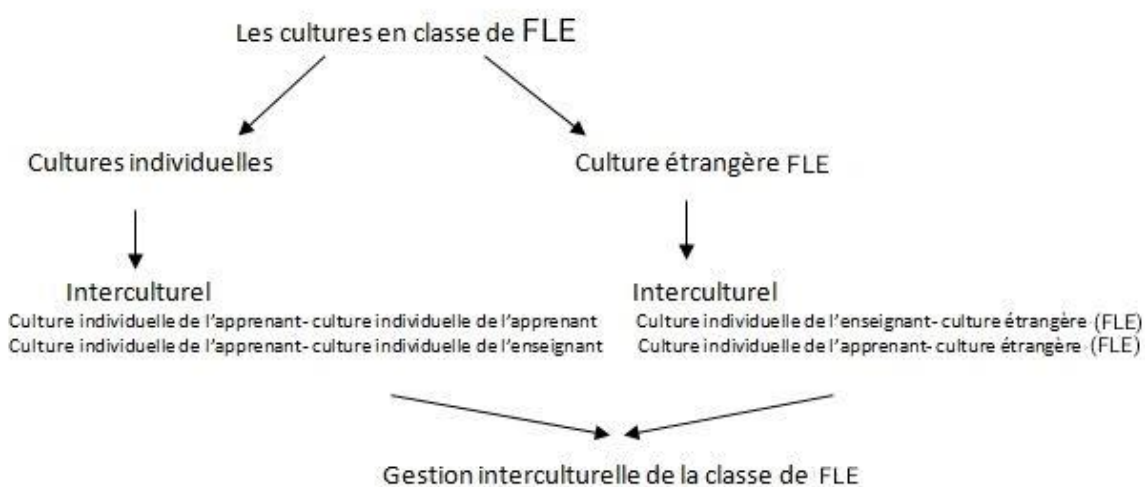 Les cultures en classe de FLE
Cultures individuelles
Culture étrangère FLE
Interculturel
Culture individuelle de l'apprenant- culture individuelle de l'apprenant
Culture individuelle de l'apprenant- culture individuelle de l'enseignant
Interculturel
Culture individuelle de l'enseignant- culture étrangère (FLE)
Culture individuelle de l'apprenant- culture étrangère (FLE)
Gestion interculturelle de la classe de FLE